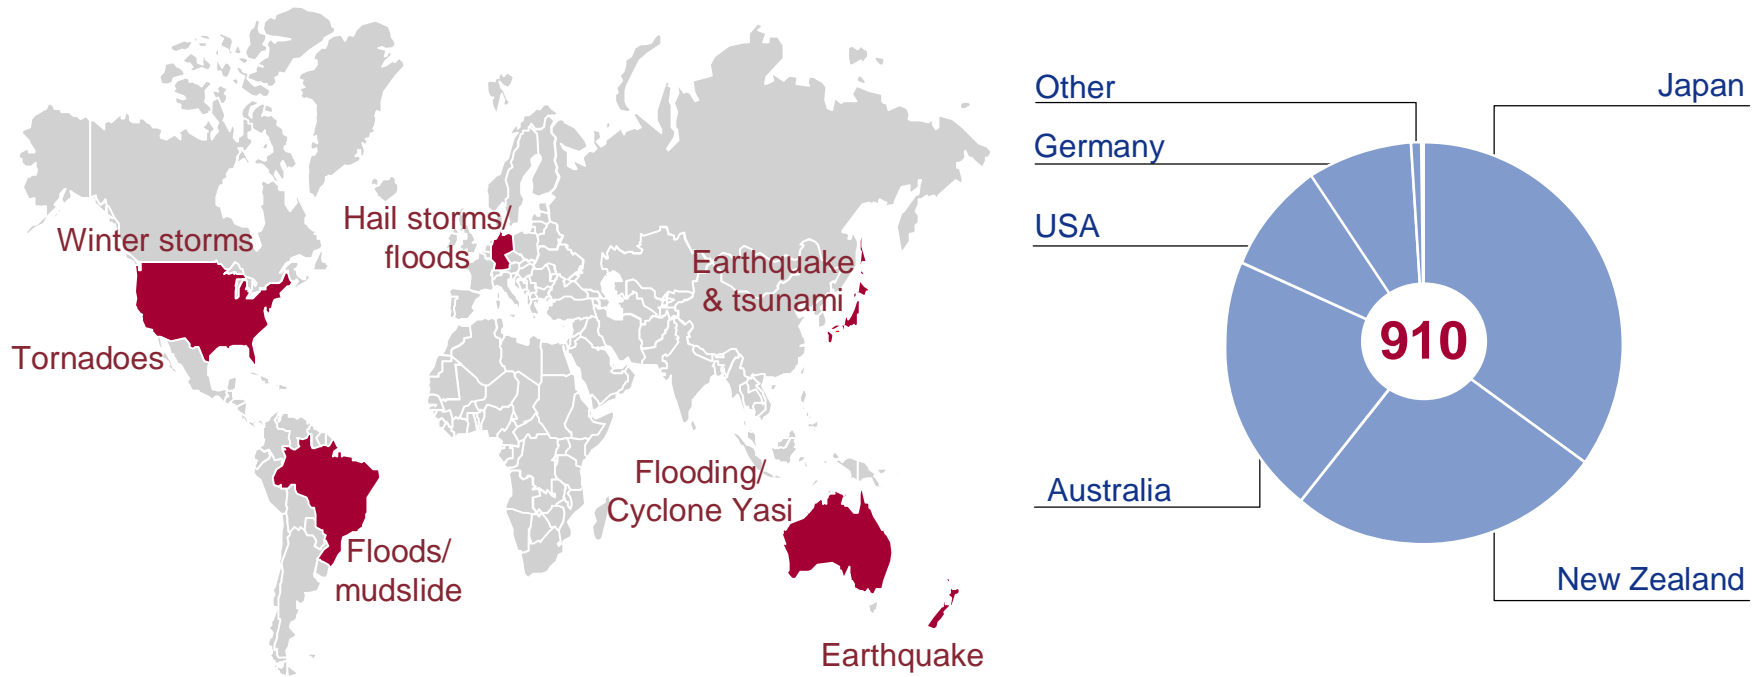 Winter storms
Tornadoes
Hail storms/
floods
Earthquake
& tsunami
Floods/
mudslide
Flooding/
Cyclone Yasi
Earthquake
Other
Germany
USA
Australia
Japan
New Zealand
910